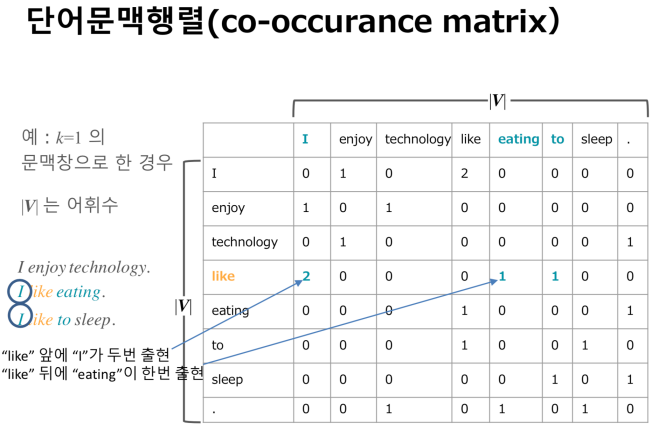 단어문맥행렬(co-occurance matrix)
|V|
예 : k=1 의
문맥창으로 한 경우
|V| 는 어휘수
I enjoy technology.
I like eating.
I like to sleep.
|V|
"like" 앞에 "I"가 두번 출현
"like" 뒤에 "eating"이 한번 출현
I enjoy technology like eating to sleep .
I 0 1 0 2 0 0 0 0
enjoy 1 0 1 0 0 0 0
technology 0 1 0 0 0 0 1
like 2 0 0 0 1 1 0 0
eating 0 0 0 1 0 0 0 1
to 0 0 0 1 0 0 1 0
sleep 0 0 0 0 0 1 0 1
. 0 0 1 0 1 0 1 0